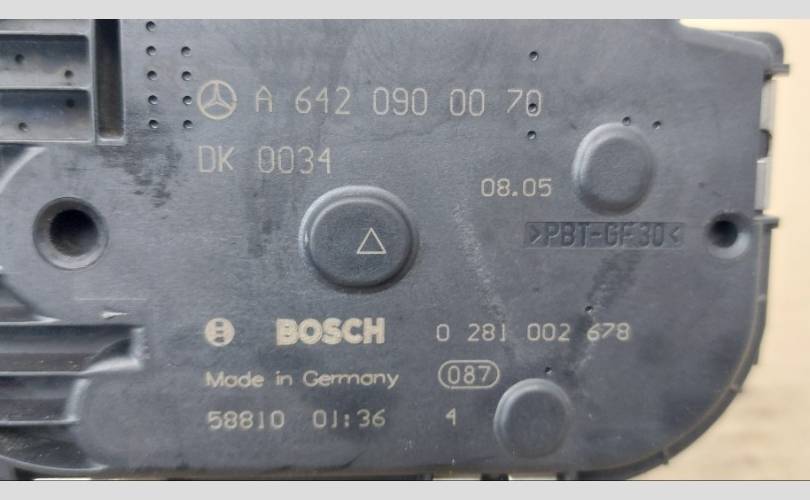 A 642 090 00 70
DK 0034
08.05
>PBT-GF30<
BOSCH 0 281 002 678
Made in Germany 087
58810 01:36 4